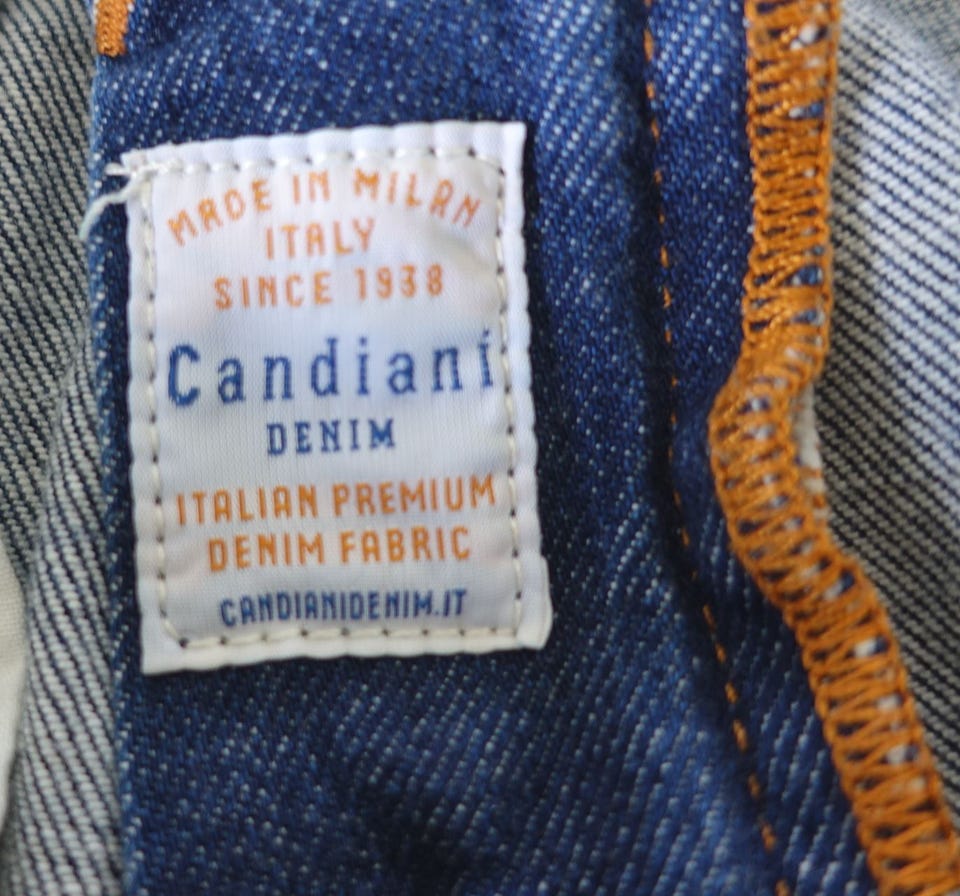 MADE IN MILAN
ITALY
SINCE 1938
Candiani
DENIM
ITALIAN PREMIUM
DENIM FABRIC
CANDIANIDENIM.IT